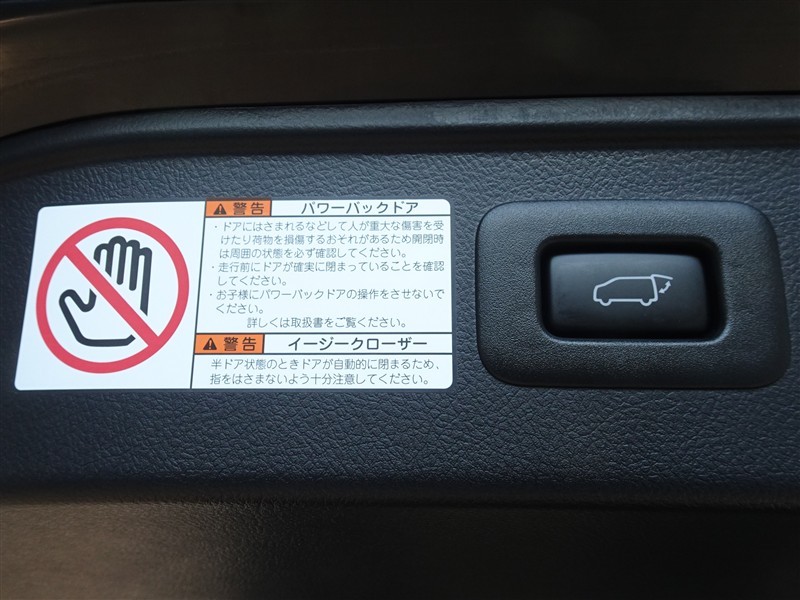 警告 パワーバックドア
・ドアにはさまれるなどして人が重大な傷害を受
けたり荷物を損傷するおそれがあるため開閉時
は周囲の状態を必ず確認してください。
・走行前にドアが確実に閉まっていることを確認
してください。
・お子様にパワーバックドアの操作をさせないで
ください。
詳しくは取扱書をご覧ください。
警告 イージークローザー
半ドア状態のときドアが自動的に閉まるため、
指をはさまないよう十分注意してください。